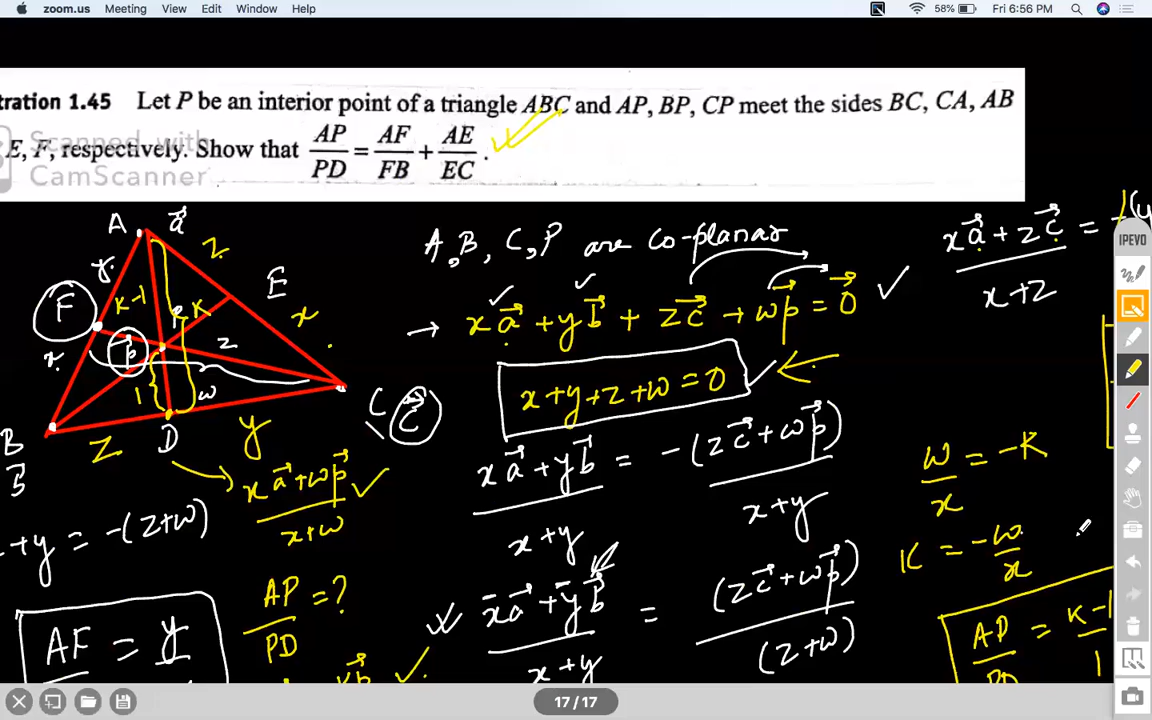 zoom.us Meeting View Edit Window Help 58% Fri 6:56 PM
tration 1.45 Let P be an interior point of a triangle ABC and AP, BP, CP meet the sides BC, CA, AB
E, F, respectively. Show that AP/PD = AF/FB + AE/EC .
Scanned with
CamScanner
A a⃗
y z
F K-1 K E
x p⃗ z x
1 w
B b⃗ z D y C c⃗
A, B, C, P are co-planar
→ x a⃗ + y b⃗ + z c⃗ + w p⃗ = 0⃗
x + y + z + w = 0
x a⃗ + w p⃗ / x + w
x a⃗ + y b⃗ / x + y = -(z c⃗ + w p⃗) / x + y
+ y = -(z + w)
AP/PD = ?
AF = y
x a⃗ + y b⃗ / x + y = (z c⃗ + w p⃗) / (z + w)
x a⃗ + z c⃗ / x + z = -(y
w/x = -K
K = -w/x
AP/PD = K-1/1
IPEVO
17 / 17